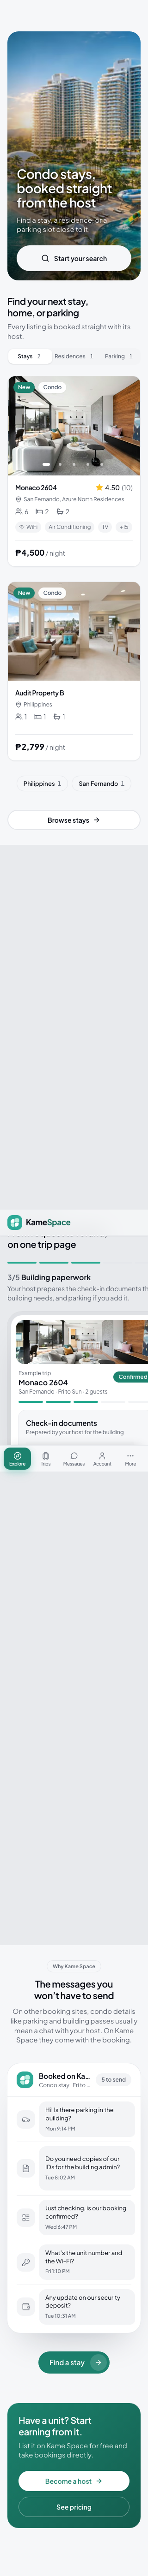 Condo stays,
booked straight
from the host
Find a stay, a residence, or a
parking slot close to it.
Start your search
Find your next stay,
home, or parking
Every listing is booked straight with its
host.
Stays 2
Residences 1
Parking 1
New
Condo
Monaco 2604
4.50 (10)
San Fernando, Azure North Residences
6
2
2
WiFi
Air Conditioning
TV
+15
₱4,500 / night
New
Condo
Audit Property B
Philippines
1
1
1
₱2,799 / night
Philippines 1
San Fernando 1
Browse stays
KameSpace
on one trip page
3/5 Building paperwork
Your host prepares the check-in documents th
building needs, and parking if you add it.
Example trip
Monaco 2604
Confirmed
San Fernando · Fri to Sun · 2 guests
Check-in documents
Prepared by your host for the building
Explore
Trips
Messages
Account
More
Why Kame Space
The messages you
won't have to send
On other booking sites, condo details
like parking and building passes usually
mean a chat with your host. On Kame
Space they come with the booking.
Booked on Ka...
Condo stay · Fri to ...
5 to send
Hi! Is there parking in the
building?
Mon 9:14 PM
Do you need copies of our
IDs for the building admin?
Tue 8:02 AM
Just checking, is our booking
confirmed?
Wed 6:47 PM
What's the unit number and
the Wi-Fi?
Fri 1:10 PM
Any update on our security
deposit?
Tue 10:31 AM
Find a stay
Have a unit? Start
earning from it.
List it on Kame Space for free and
take bookings directly.
Become a host
See pricing